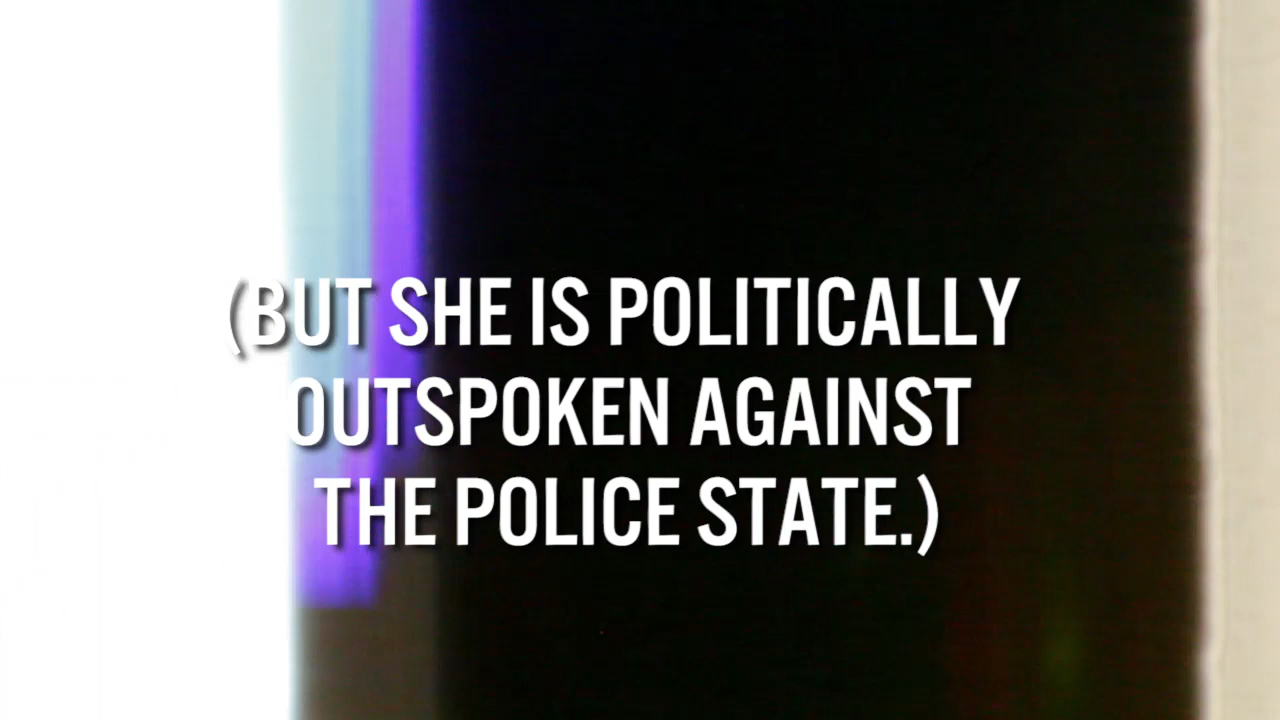 (BUT SHE IS POLITICALLY
OUTSPOKEN AGAINST
THE POLICE STATE.)